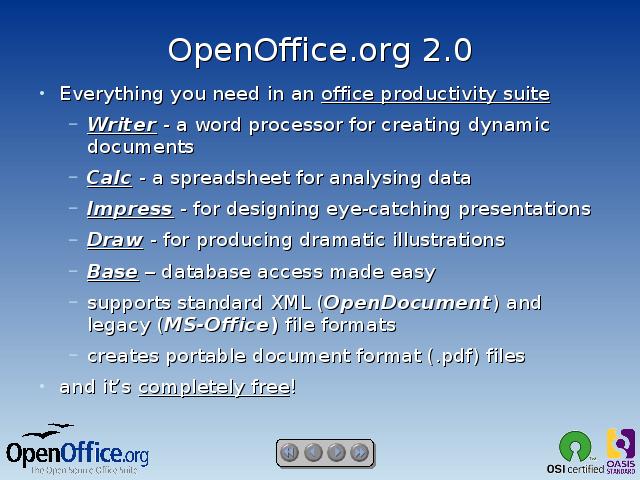 OpenOffice.org 2.0
• Everything you need in an office productivity suite
– Writer - a word processor for creating dynamic
documents
– Calc - a spreadsheet for analysing data
– Impress - for designing eye-catching presentations
– Draw - for producing dramatic illustrations
– Base – database access made easy
– supports standard XML (OpenDocument) and
legacy (MS-Office) file formats
– creates portable document format (.pdf) files
• and it's completely free!
OpenOffice.org
The Open Source Office Suite
OSI certified
OASIS
STANDARD